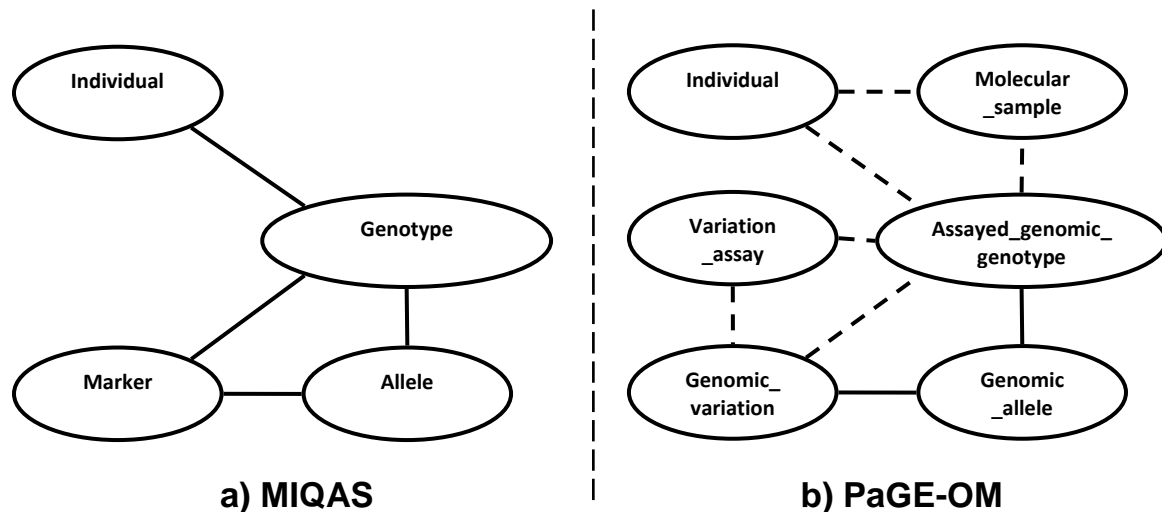 Individual
Genotype
Marker
Allele
a) MIQAS
Individual
Molecular
_sample
Variation
_assay
Assayed_genomic_
genotype
Genomic_
variation
Genomic
_allele
b) PaGE-OM